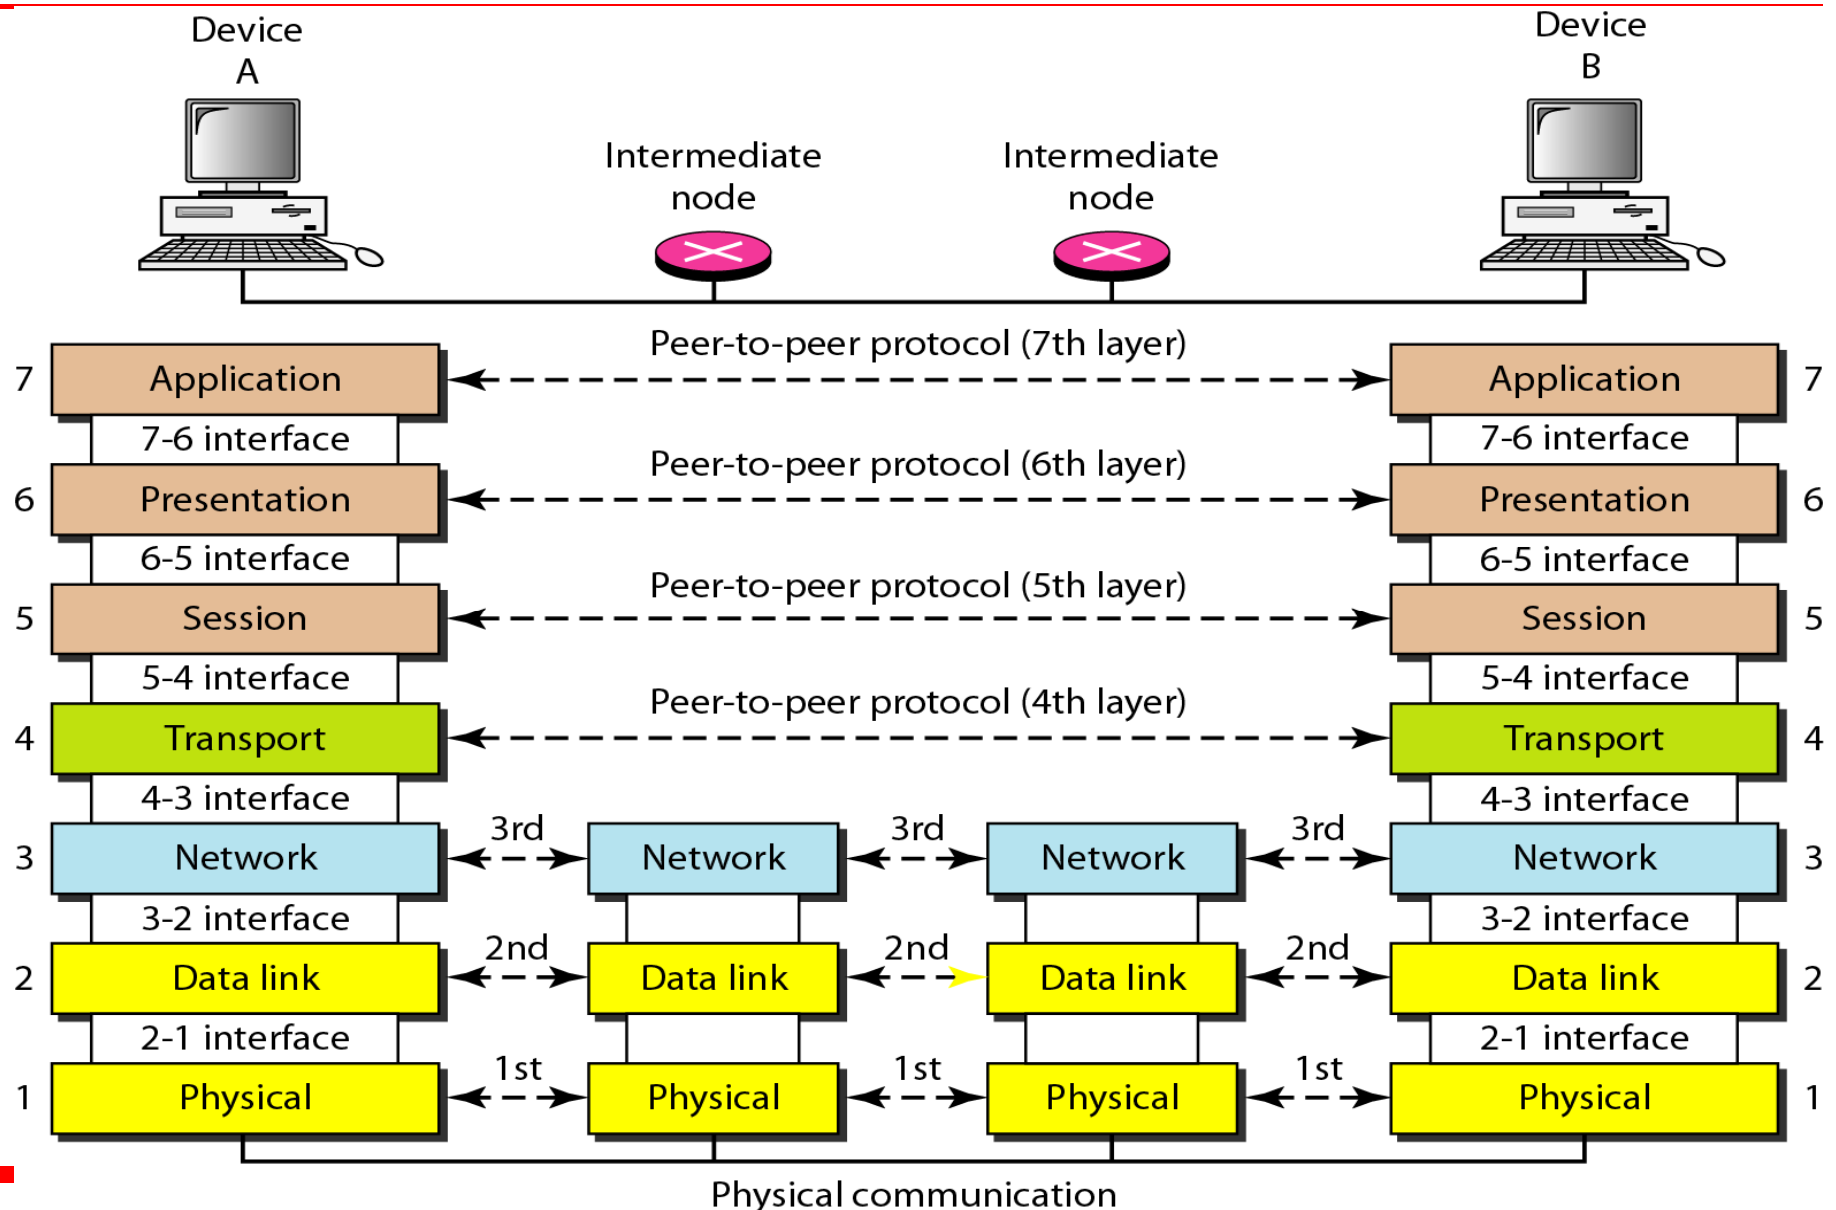 Device
A
Device
B
Intermediate
node
Intermediate
node
Peer-to-peer protocol (7th layer)
7 Application Application 7
7-6 interface 7-6 interface
Peer-to-peer protocol (6th layer)
6 Presentation Presentation 6
6-5 interface 6-5 interface
Peer-to-peer protocol (5th layer)
5 Session Session 5
5-4 interface 5-4 interface
Peer-to-peer protocol (4th layer)
4 Transport Transport 4
4-3 interface 4-3 interface
3rd 3rd 3rd
3 Network Network Network Network 3
3-2 interface 3-2 interface
2nd 2nd 2nd
2 Data link Data link Data link Data link 2
2-1 interface 2-1 interface
1st 1st 1st
1 Physical Physical Physical Physical 1
Physical communication